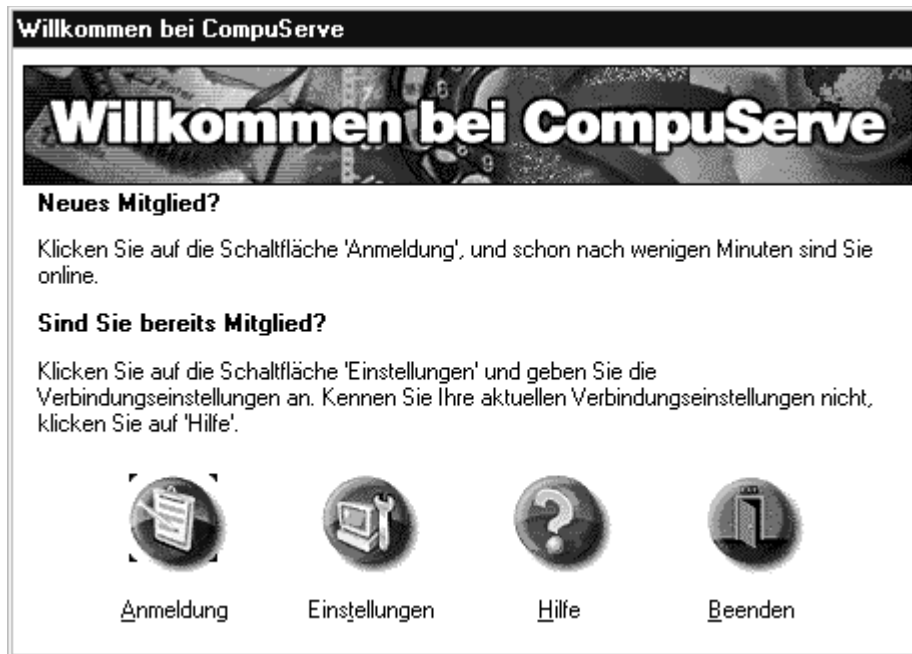 Willkommen bei CompuServe
Willkommen bei CompuServe
Neues Mitglied?
Klicken Sie auf die Schaltfläche 'Anmeldung', und schon nach wenigen Minuten sind Sie
online.
Sind Sie bereits Mitglied?
Klicken Sie auf die Schaltfläche 'Einstellungen' und geben Sie die
Verbindungseinstellungen an. Kennen Sie Ihre aktuellen Verbindungseinstellungen nicht,
klicken Sie auf 'Hilfe'.
Anmeldung
Einstellungen
Hilfe
Beenden